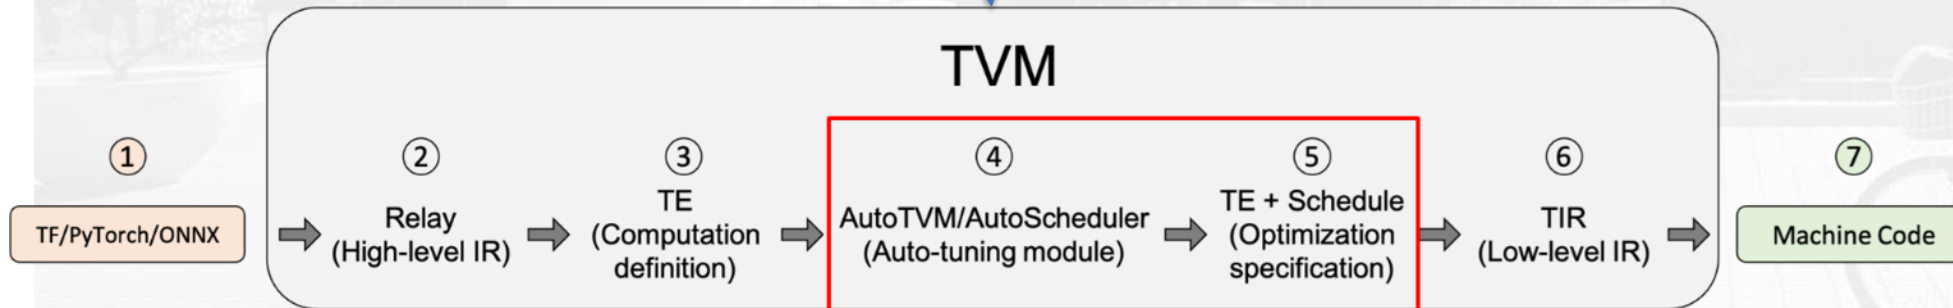 TVM
①
②
③
④
⑤
⑥
⑦
TF/PyTorch/ONNX
Relay
(High-level IR)
TE
(Computation
definition)
AutoTVM/AutoScheduler
(Auto-tuning module)
TE + Schedule
(Optimization
specification)
TIR
(Low-level IR)
Machine Code